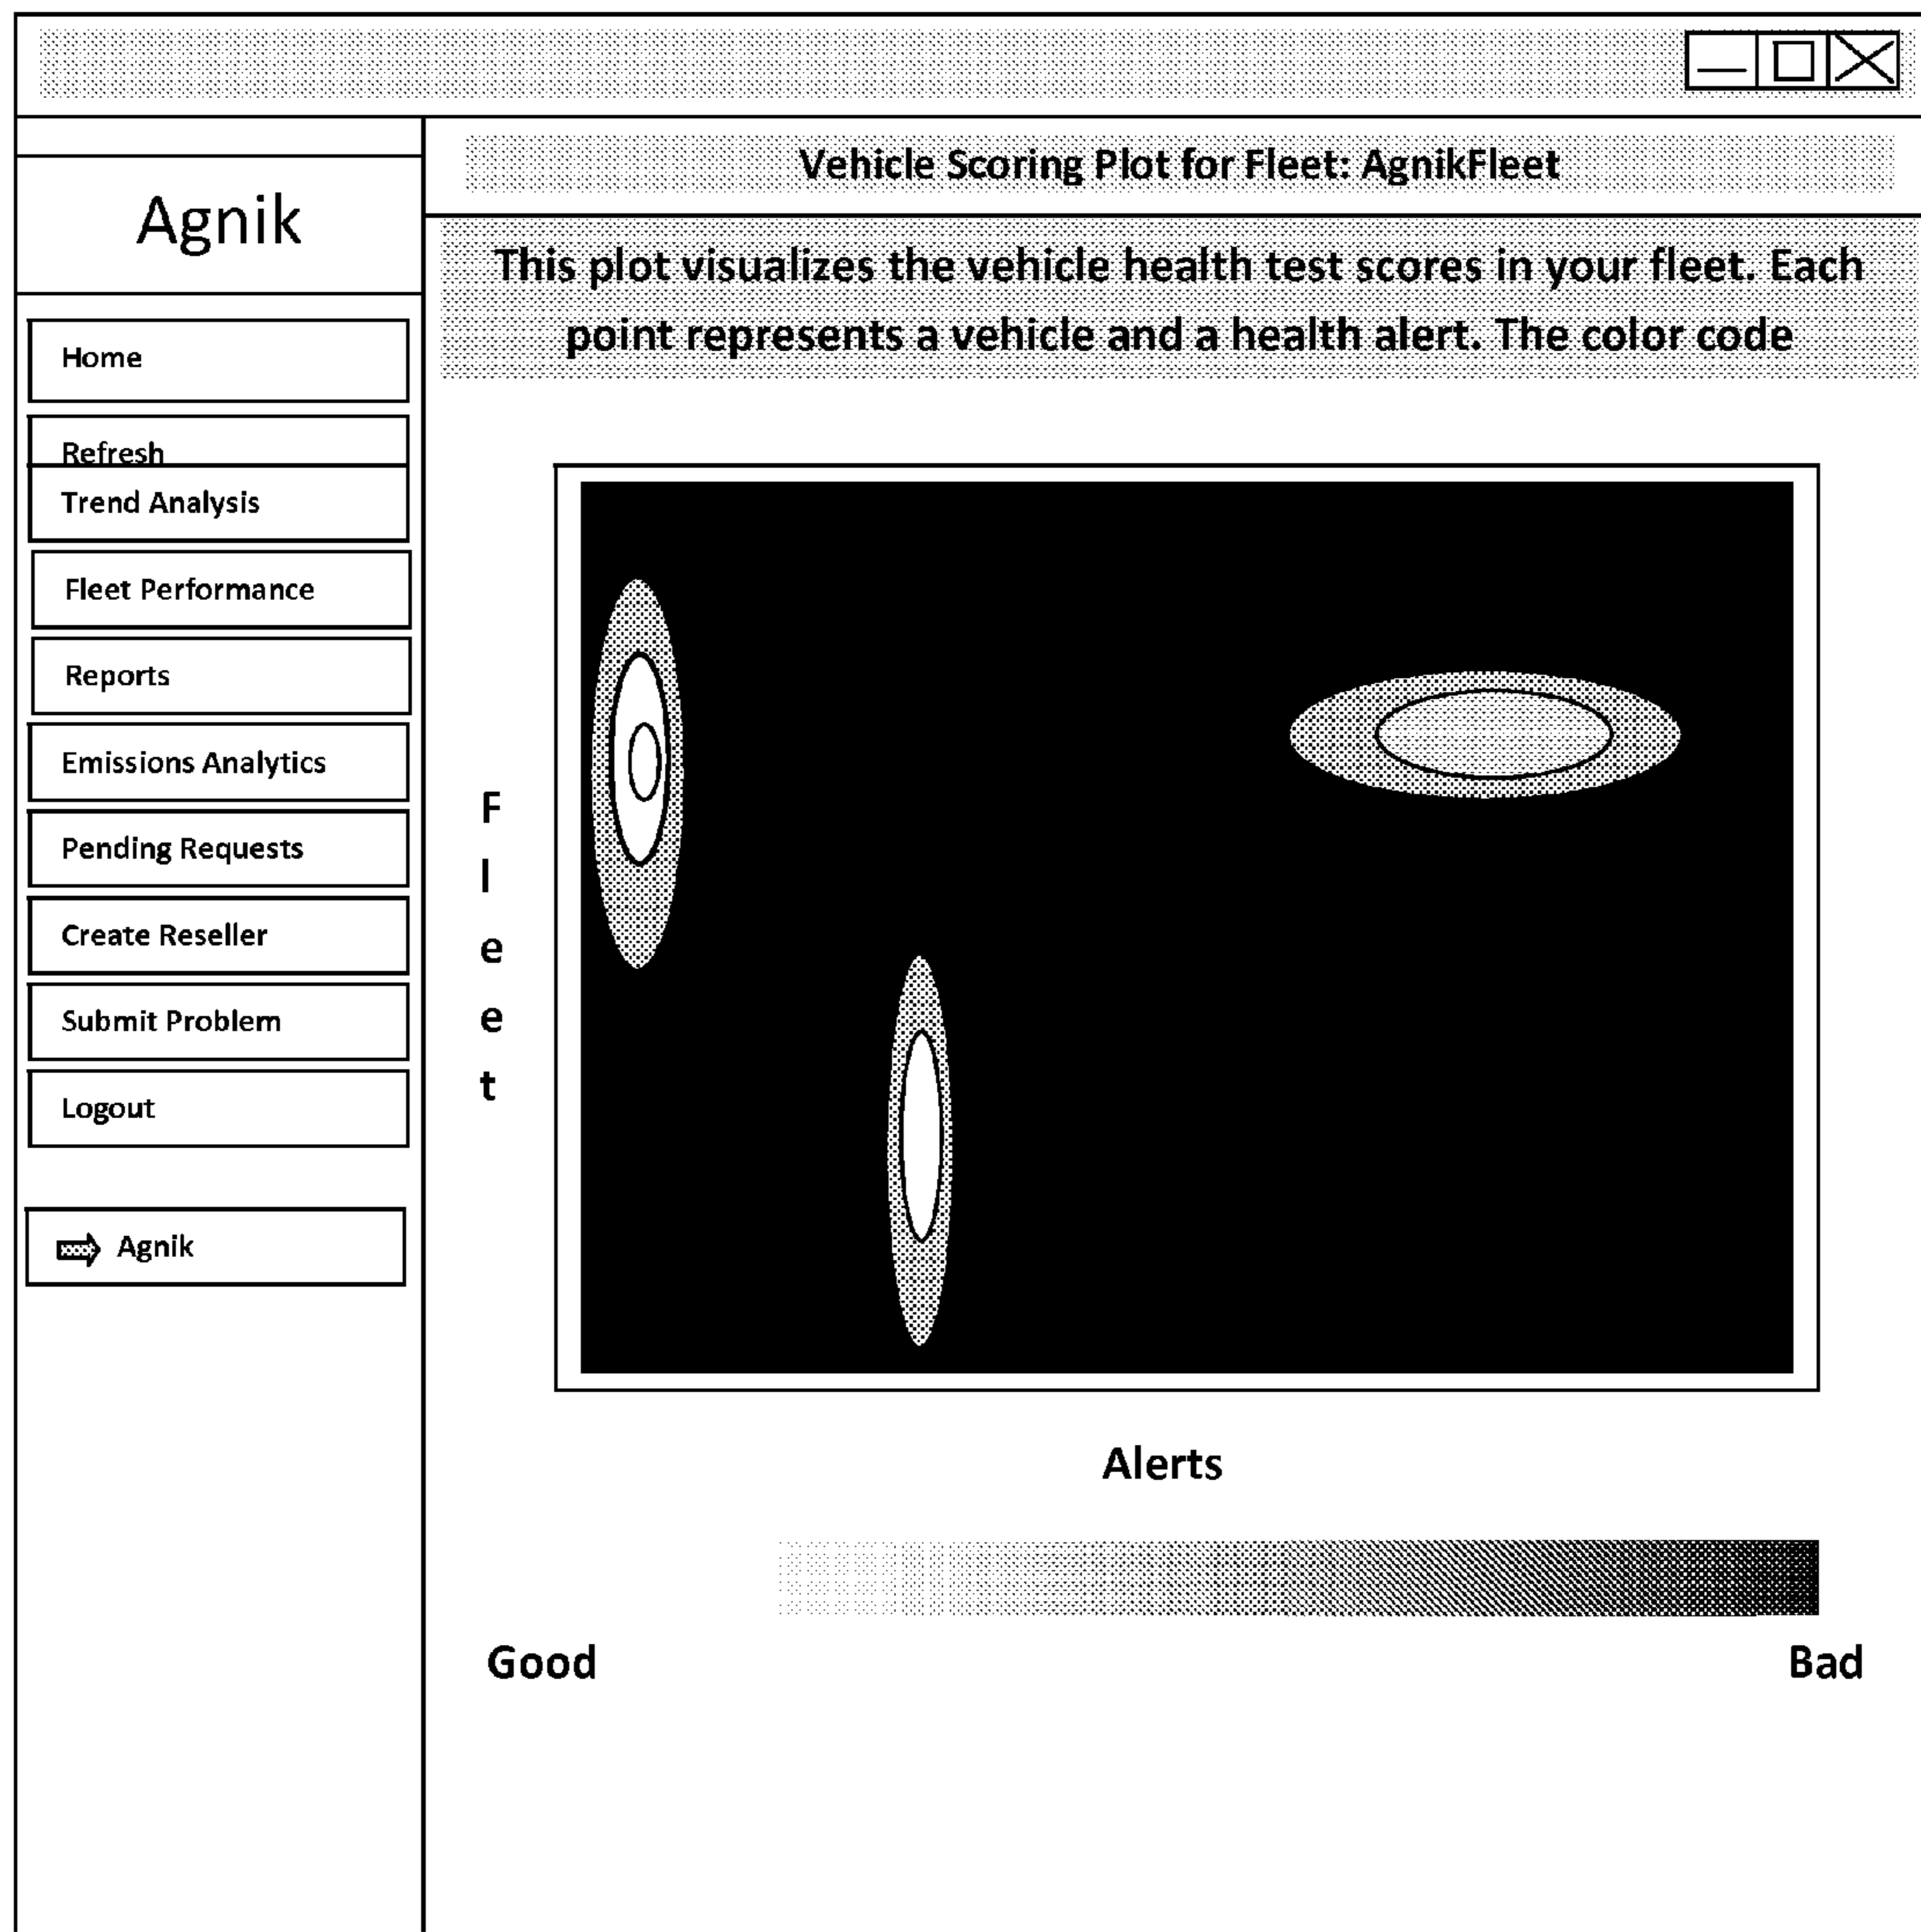 Agnik
Home
Refresh
Trend Analysis
Fleet Performance
Reports
Emissions Analytics
Pending Requests
Create Reseller
Submit Problem
Logout
Agnik
Vehicle Scoring Plot for Fleet: AgnikFleet
This plot visualizes the vehicle health test scores in your fleet. Each
point represents a vehicle and a health alert. The color code
Fleet
Alerts
Good
Bad